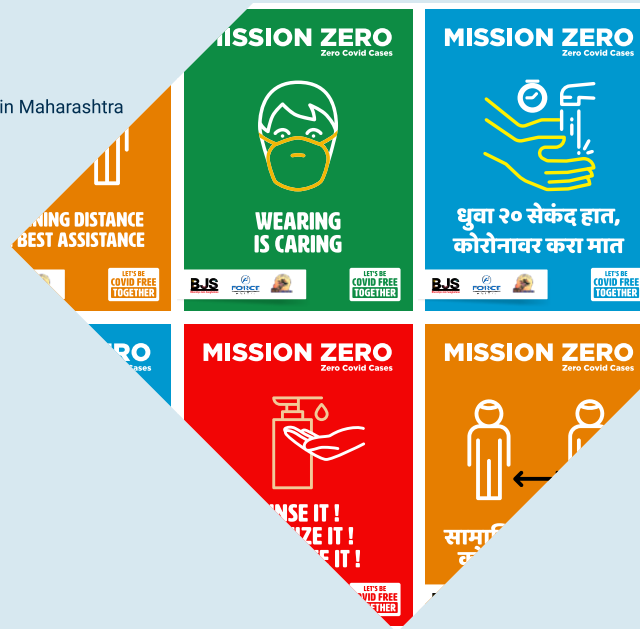 in Maharashtra
MISSION ZERO
Zero Covid Cases
WEARING
IS CARING
BJS
FORCE
LET'S BE
COVID FREE
TOGETHER
MISSION ZERO
Zero Covid Cases
धुवा २० सेकंद हात,
कोरोनावर करा मात
BJS
FORCE
LET'S BE
COVID FREE
TOGETHER
DISTANCE
BEST ASSISTANCE
LET'S BE
COVID FREE
TOGETHER
Cases
MISSION ZERO
Zero Covid Cases
IT !
IT !
IT !
LET'S BE
FREE
MISSION ZERO
Zero Covid Cases